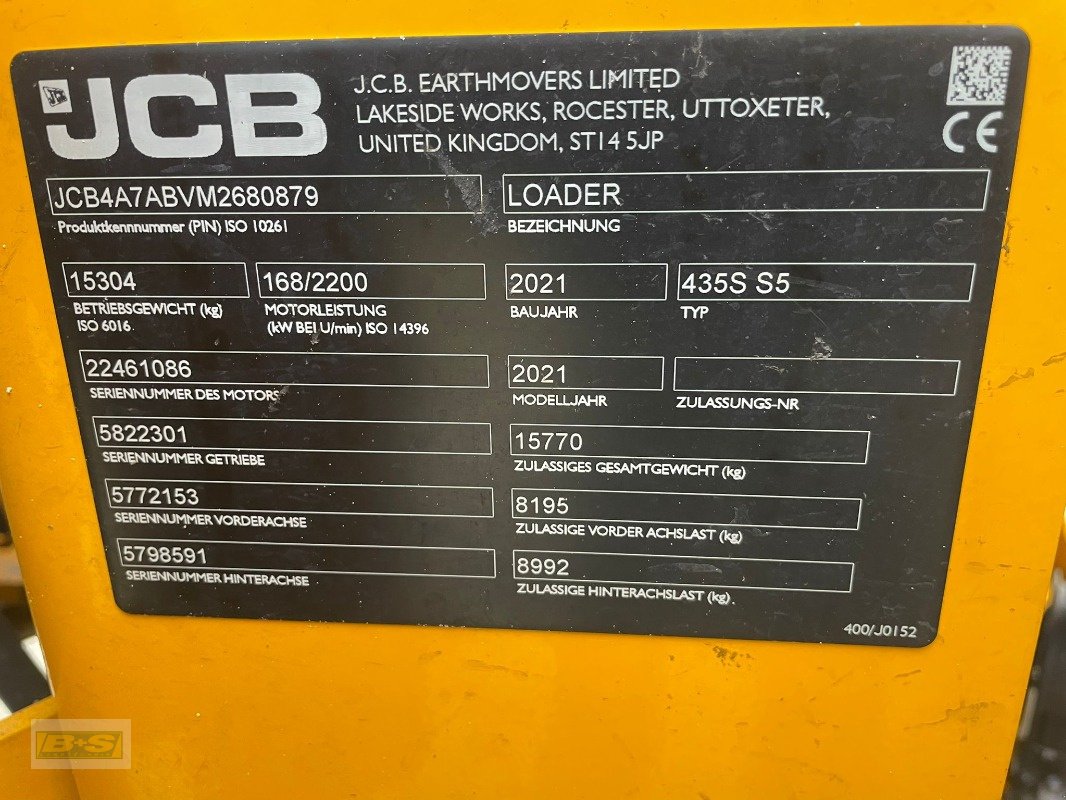 JCB
J.C.B. EARTHMOVERS LIMITED
LAKESIDE WORKS, ROCESTER, UTTOXETER,
UNITED KINGDOM, ST14 5JP
CE
JCB4A7ABVM2680879
Produktkennnummer (PIN) ISO 10261
LOADER
BEZEICHNUNG
15304
BETRIEBSGEWICHT (kg)
ISO 6016
168/2200
MOTORLEISTUNG
(kW BEI U/min) ISO 14396
2021
BAUJAHR
435S S5
TYP
22461086
SERIENNUMMER DES MOTORS
2021
MODELLJAHR
ZULASSUNGS-NR
5822301
SERIENNUMMER GETRIEBE
15770
ZULASSIGES GESAMTGEWICHT (kg)
5772153
SERIENNUMMER VORDERACHSE
8195
ZULASSIGE VORDER ACHSLAST (kg)
5798591
SERIENNUMMER HINTERACHSE
8992
ZULASSIGE HINTERACHSLAST (kg)
400/J0152
B+S